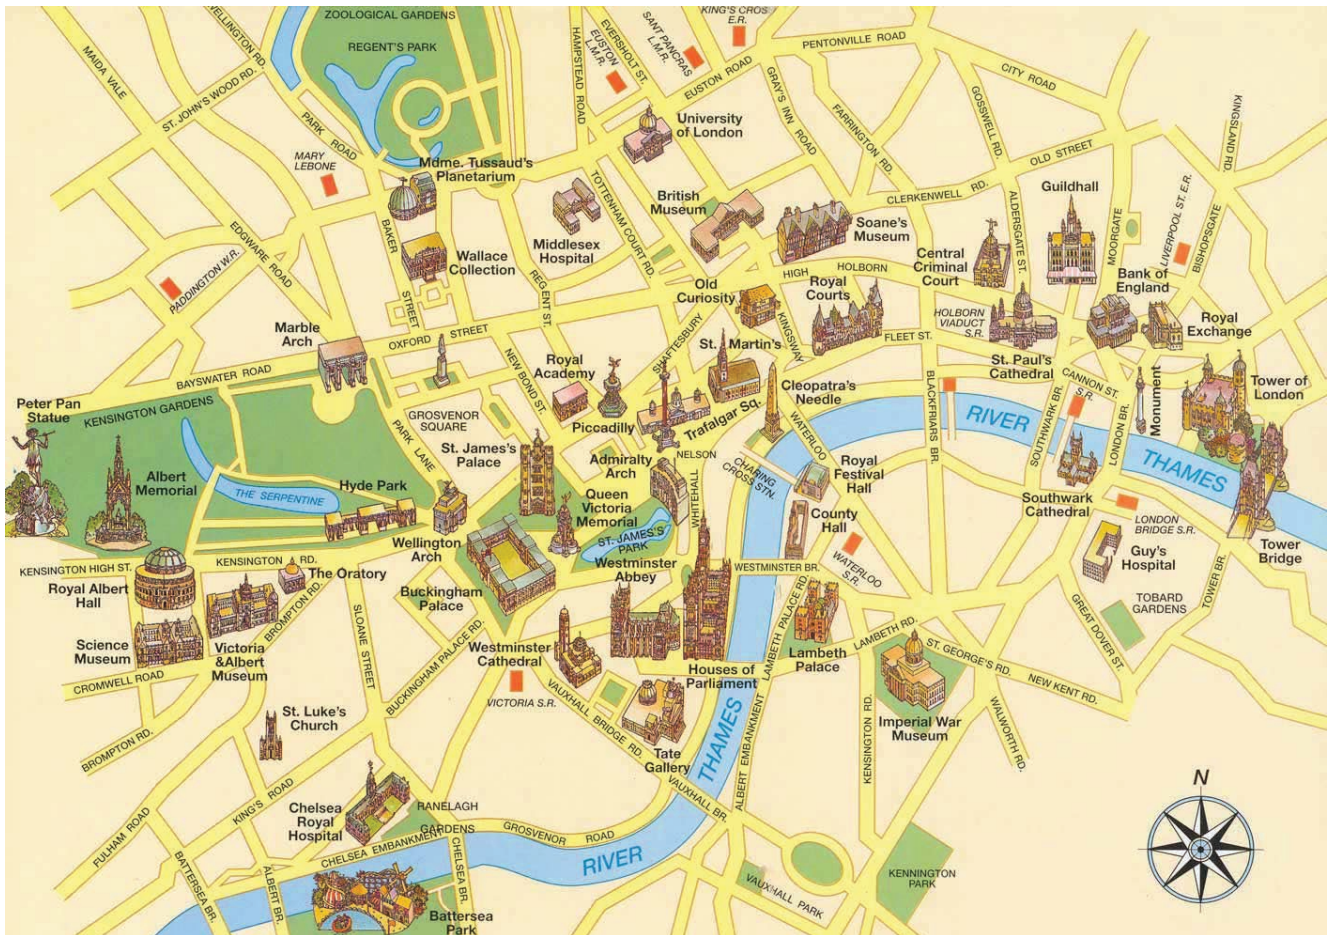 ZOOLOGICAL GARDENS
REGENT'S PARK
WELLINGTON RD.
MAIDA VALE
ST. JOHN'S WOOD RD.
PARK ROAD
MARY
LEBONE
HAMPSTEAD ROAD
EVERSHOLT ST.
EUSTON
L.M.R.
SANT PANCRAS
L.M.R.
KING'S CROS
E.R.
EUSTON ROAD
PENTONVILLE ROAD
CITY ROAD
GRAY'S INN ROAD
FARRINGTON RD.
GOSSWELL RD.
OLD STREET
KINGSLAND RD.
University
of London
Mdme. Tussaud's
Planetarium
TOTTENHAM COURT RD.
British
Museum
CLERKENWELL RD.
Soane's
Museum
ALDERSGATE ST.
Guildhall
MOORGATE
LIVERPOOL ST. E.R.
BISHOPSGATE
EDGWARE ROAD
PADDINGTON W.R.
BAKER
STREET
Wallace
Collection
Middlesex
Hospital
REGENT ST.
Central
Criminal
Court
HIGH HOLBORN
Old
Curiosity
Royal
Courts
KINGSWAY
Bank of
England
Royal
Exchange
HOLBORN
VIADUCT
S.R.
FLEET ST.
St. Paul's
Cathedral
CANNON ST.
S.R.
Marble
Arch
OXFORD STREET
BAYSWATER ROAD
NEW BOND ST.
Royal
Academy
SHAFTESBURY
St. Martin's
Cleopatra's
Needle
BLACKFRIARS BR.
SOUTHWARK BR.
LONDON BR.
Monument
Tower of
London
Peter Pan
Statue
KENSINGTON GARDENS
Albert
Memorial
THE SERPENTINE
Hyde Park
PARK LANE
GROSVENOR
SQUARE
St. James's
Palace
Piccadilly
Trafalgar Sq.
NELSON
WATERLOO
CHARING
CROSS STN.
RIVER
THAMES
Admiralty
Arch
WHITEHALL
Royal
Festival
Hall
County
Hall
Southwark
Cathedral
LONDON
BRIDGE S.R.
Guy's
Hospital
Tower
Bridge
Queen
Victoria
Memorial
ST. JAMES'S
PARK
Wellington
Arch
Westminster
Abbey
WESTMINSTER BR.
WATERLOO
S.R.
KENSINGTON HIGH ST.
KENSINGTON RD.
The Oratory
Royal Albert
Hall
BROMPTON RD.
Buckingham
Palace
TOBARD
GARDENS
TOWER BR.
GREAT DOVER ST.
Science
Museum
Victoria
&Albert
Museum
SLOANE STREET
BUCKINGHAM PALACE RD.
Westminster
Cathedral
Houses of
Parliament
LAMBETH PALACE RD.
Lambeth
Palace
LAMBETH RD.
ST. GEORGE'S RD.
NEW KENT RD.
CROMWELL ROAD
VICTORIA S.R.
VAUXHALL BRIDGE RD.
Tate
Gallery
THAMES
ALBERT EMBANKMENT
KENSINGTON RD.
Imperial War
Museum
WALWORTH RD.
St. Luke's
Church
BROMPTON RD.
KING'S ROAD
FULHAM ROAD
Chelsea
Royal
Hospital
RANELAGH
GARDENS
GROSVENOR ROAD
VAUXHALL BR.
CHELSEA EMBANKMENT
CHELSEA BR.
RIVER
BATTERSEA BR.
ALBERT BR.
Battersea
Park
VAUXHALL PARK
KENNINGTON
PARK
N